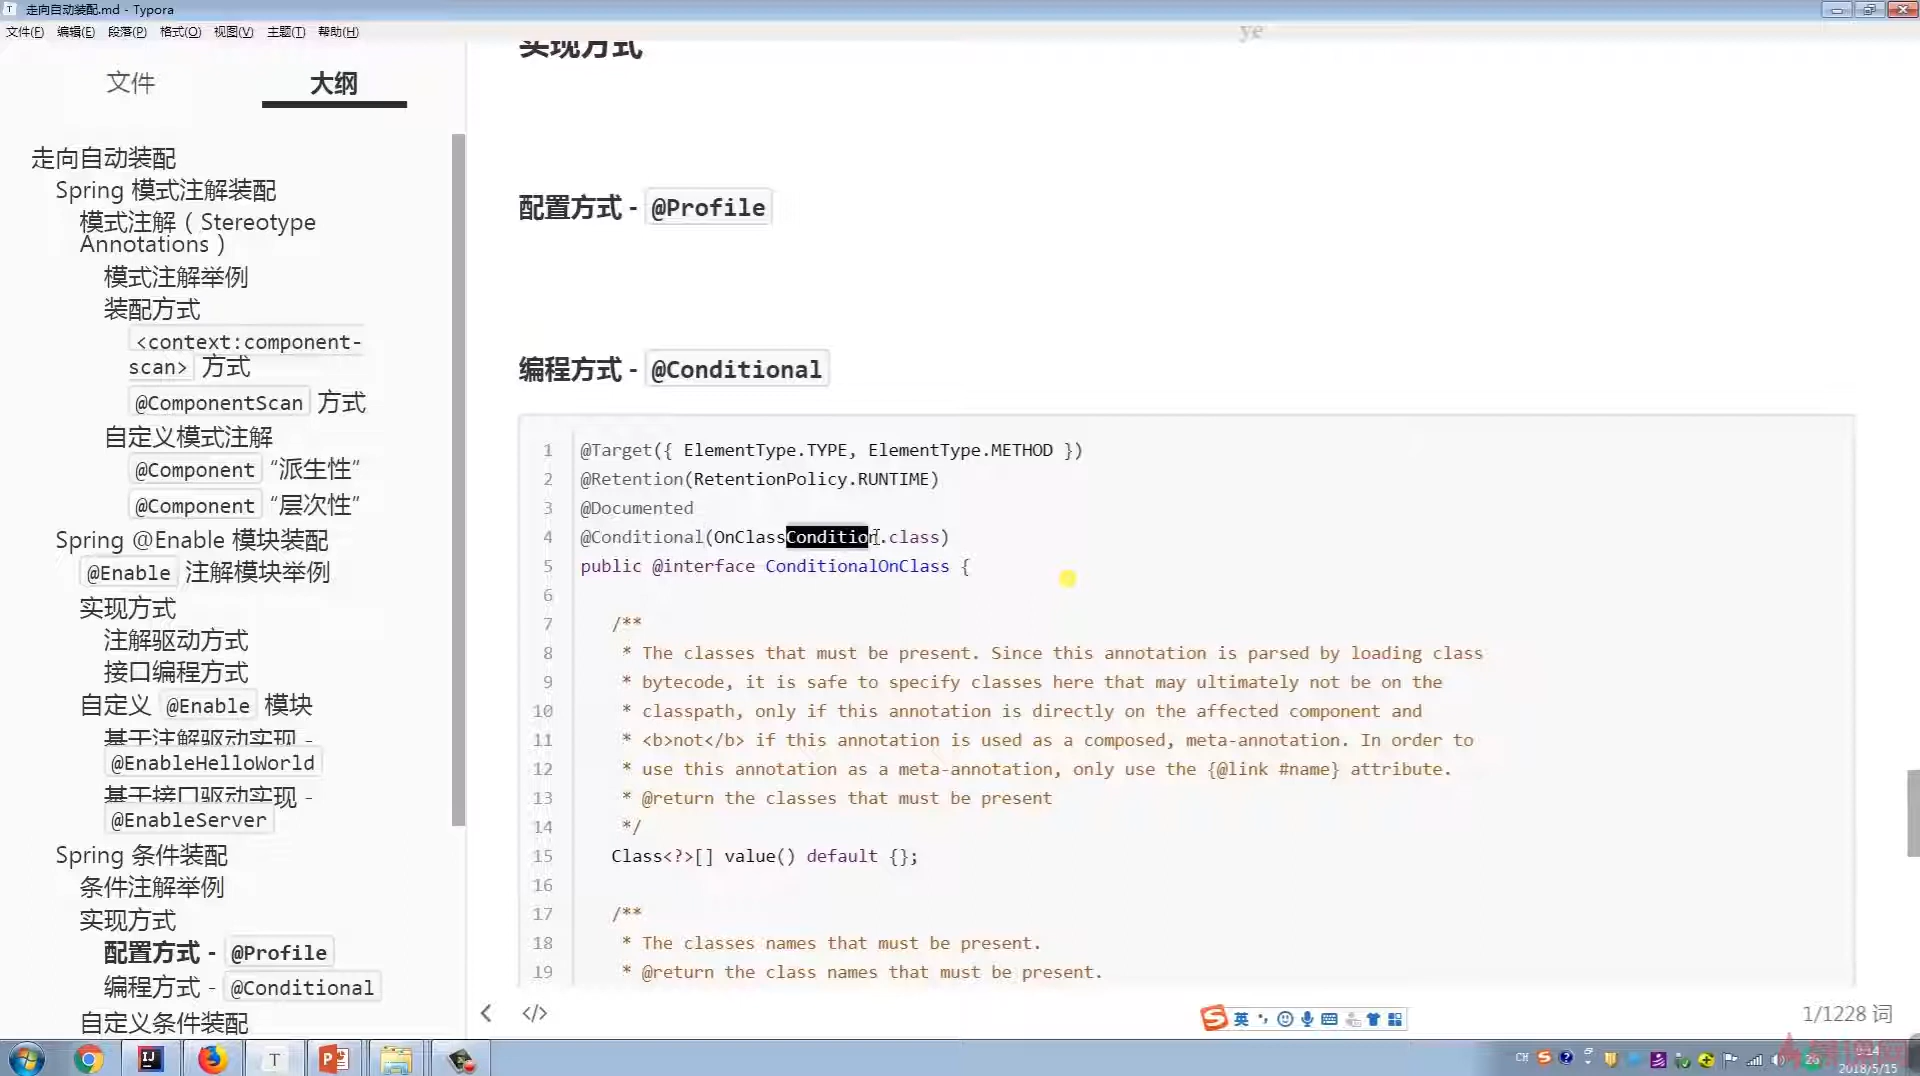 走向自动装配.md - Typora
文件(F) 编辑(E) 段落(P) 格式(O) 视图(V) 主题(T) 帮助(H)
ye
文件 大纲
走向自动装配
Spring 模式注解装配
模式注解（Stereotype
Annotations）
模式注解举例
装配方式
<context:component-
scan> 方式
@ComponentScan 方式
自定义模式注解
@Component “派生性”
@Component “层次性”
Spring @Enable 模块装配
@Enable 注解模块举例
实现方式
注解驱动方式
接口编程方式
自定义 @Enable 模块
基于注解驱动实现 -
@EnableHelloWorld
基于接口驱动实现 -
@EnableServer
Spring 条件装配
条件注解举例
实现方式
配置方式 - @Profile
编程方式 - @Conditional
自定义条件装配
实现方式
配置方式 - @Profile
编程方式 - @Conditional
1 @Target({ ElementType.TYPE, ElementType.METHOD })
2 @Retention(RetentionPolicy.RUNTIME)
3 @Documented
4 @Conditional(OnClassCondition.class)
5 public @interface ConditionalOnClass {
6
7 /**
8 * The classes that must be present. Since this annotation is parsed by loading class
9 * bytecode, it is safe to specify classes here that may ultimately not be on the
10 * classpath, only if this annotation is directly on the affected component and
11 * <b>not</b> if this annotation is used as a composed, meta-annotation. In order to
12 * use this annotation as a meta-annotation, only use the {@link #name} attribute.
13 * @return the classes that must be present
14 */
15 Class<?>[] value() default {};
16
17 /**
18 * The classes names that must be present.
19 * @return the class names that must be present.
1/1228 词
英
CH
2018/5/15